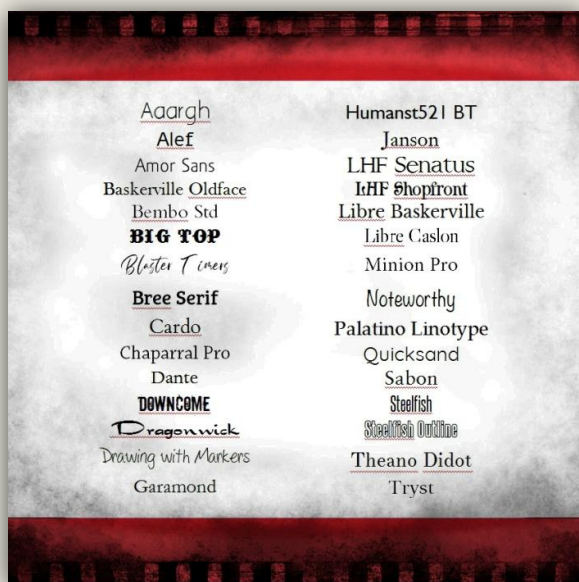 Aaargh
Alef
Amor Sans
Baskerville Oldface
Bembo Std
BIG TOP
Blaster Timers
Bree Serif
Cardo
Chaparral Pro
Dante
DOWNCOME
Dragonwick
Drawing with Markers
Garamond
Humanst521 BT
Janson
LHF Senatus
LHF Shopfront
Libre Baskerville
Libre Caslon
Minion Pro
Noteworthy
Palatino Linotype
Quicksand
Sabon
Steelfish
Steelfish Outline
Theano Didot
Tryst